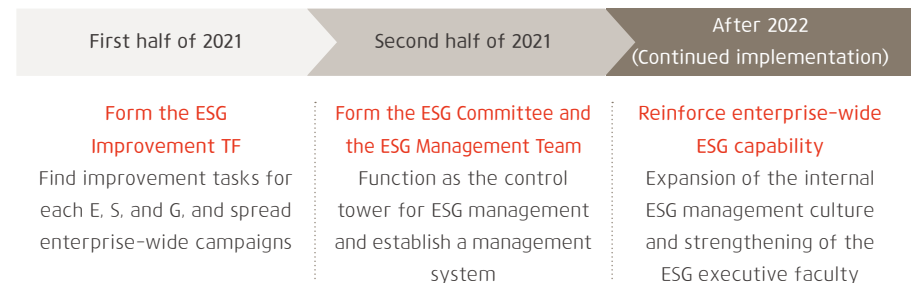 First half of 2021
Second half of 2021
After 2022
(Continued implementation)
Form the ESG
Improvement TF
Find improvement tasks for
each E, S, and G, and spread
enterprise-wide campaigns
Form the ESG Committee and
the ESG Management Team
Function as the control
tower for ESG management
and establish a management
system
Reinforce enterprise-wide
ESG capability
Expansion of the internal
ESG management culture
and strengthening of the
ESG executive faculty